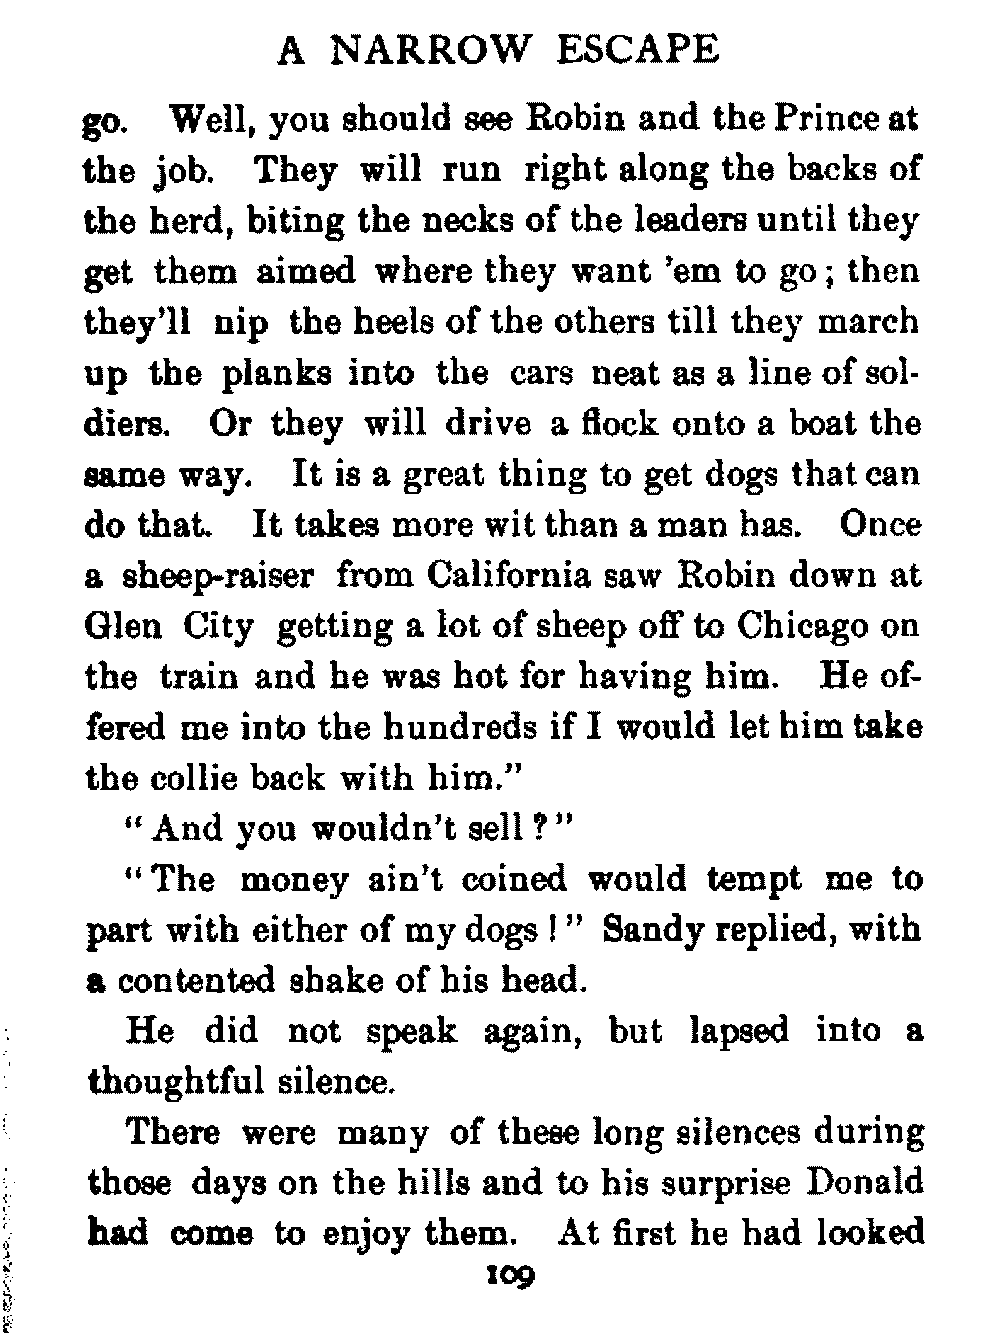 A NARROW ESCAPE
go. Well, you should see Robin and the Prince at
the job. They will run right along the backs of
the herd, biting the necks of the leaders until they
get them aimed where they want 'em to go; then
they'll nip the heels of the others till they march
up the planks into the cars neat as a line of sol-
diers. Or they will drive a flock onto a boat the
same way. It is a great thing to get dogs that can
do that. It takes more wit than a man has. Once
a sheep-raiser from California saw Robin down at
Glen City getting a lot of sheep off to Chicago on
the train and he was hot for having him. He of-
fered me into the hundreds if I would let him take
the collie back with him."
"And you wouldn't sell?"
"The money ain't coined would tempt me to
part with either of my dogs!" Sandy replied, with
a contented shake of his head.
He did not speak again, but lapsed into a
thoughtful silence.
There were many of these long silences during
those days on the hills and to his surprise Donald
had come to enjoy them. At first he had looked
109